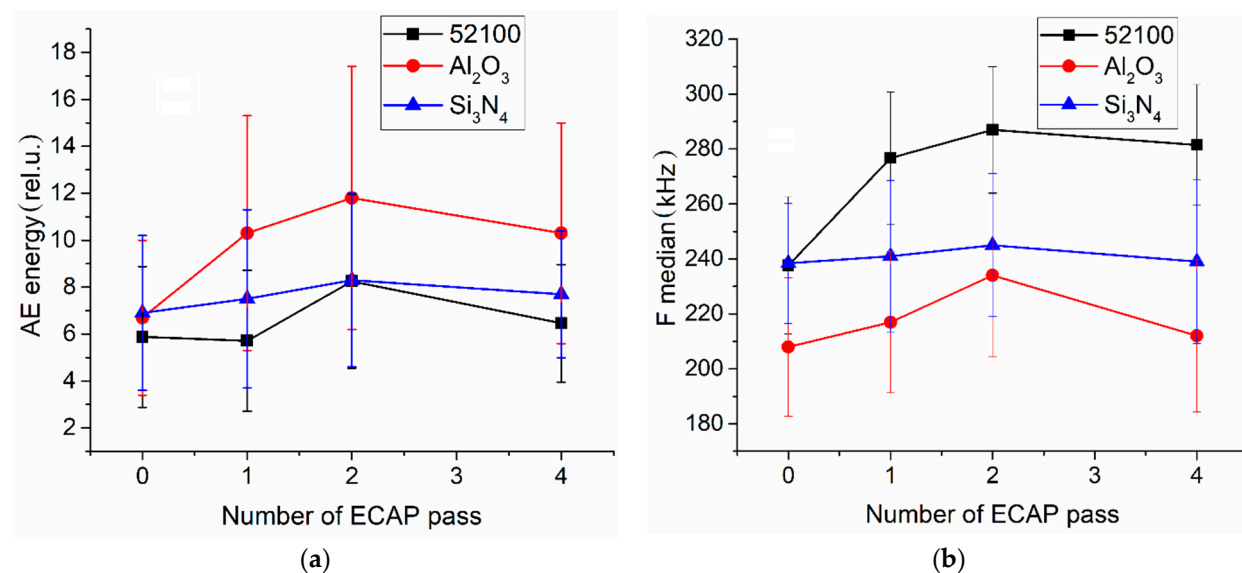 18
16
14
12
10
8
6
4
2
AE energy (rel.u.)
52100
Al₂O₃
Si₃N₄
0 1 2 3 4
Number of ECAP pass
(a)
320
300
280
260
240
220
200
180
F median (kHz)
52100
Al₂O₃
Si₃N₄
0 1 2 3 4
Number of ECAP pass
(b)